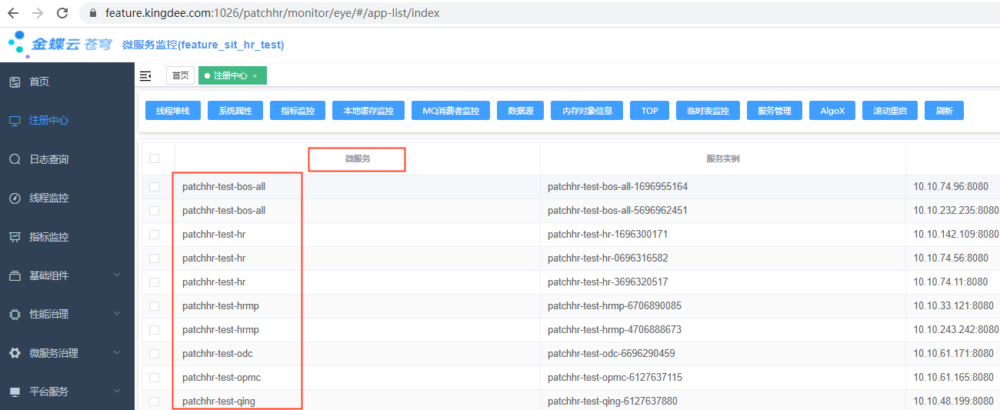 feature.kingdee.com:1026/patchhr/monitor/eye/#/app-list/index
金蝶云 苍穹 微服务监控(feature_sit_hr_test)
首页
注册中心
日志查询
线程监控
指标监控
基础组件
性能治理
微服务治理
平台服务
首页 注册中心 ×
线程堆栈 系统属性 指标监控 本地缓存监控 MQ消费者监控 数据源 内存对象信息 TOP 临时表监控 服务管理 AlgoX 滚动重启 刷新
微服务 服务实例
patchhr-test-bos-all patchhr-test-bos-all-1696955164 10.10.74.96:8080
patchhr-test-bos-all patchhr-test-bos-all-5696962451 10.10.232.235:8080
patchhr-test-hr patchhr-test-hr-1696300171 10.10.142.109:8080
patchhr-test-hr patchhr-test-hr-0696316582 10.10.74.56:8080
patchhr-test-hr patchhr-test-hr-3696320517 10.10.74.11:8080
patchhr-test-hrmp patchhr-test-hrmp-6706890085 10.10.33.121:8080
patchhr-test-hrmp patchhr-test-hrmp-4706888673 10.10.243.242:8080
patchhr-test-odc patchhr-test-odc-6696290459 10.10.61.171:8080
patchhr-test-opmc patchhr-test-opmc-6127637115 10.10.61.165:8080
patchhr-test-qing patchhr-test-qing-6127637880 10.10.48.199:8080